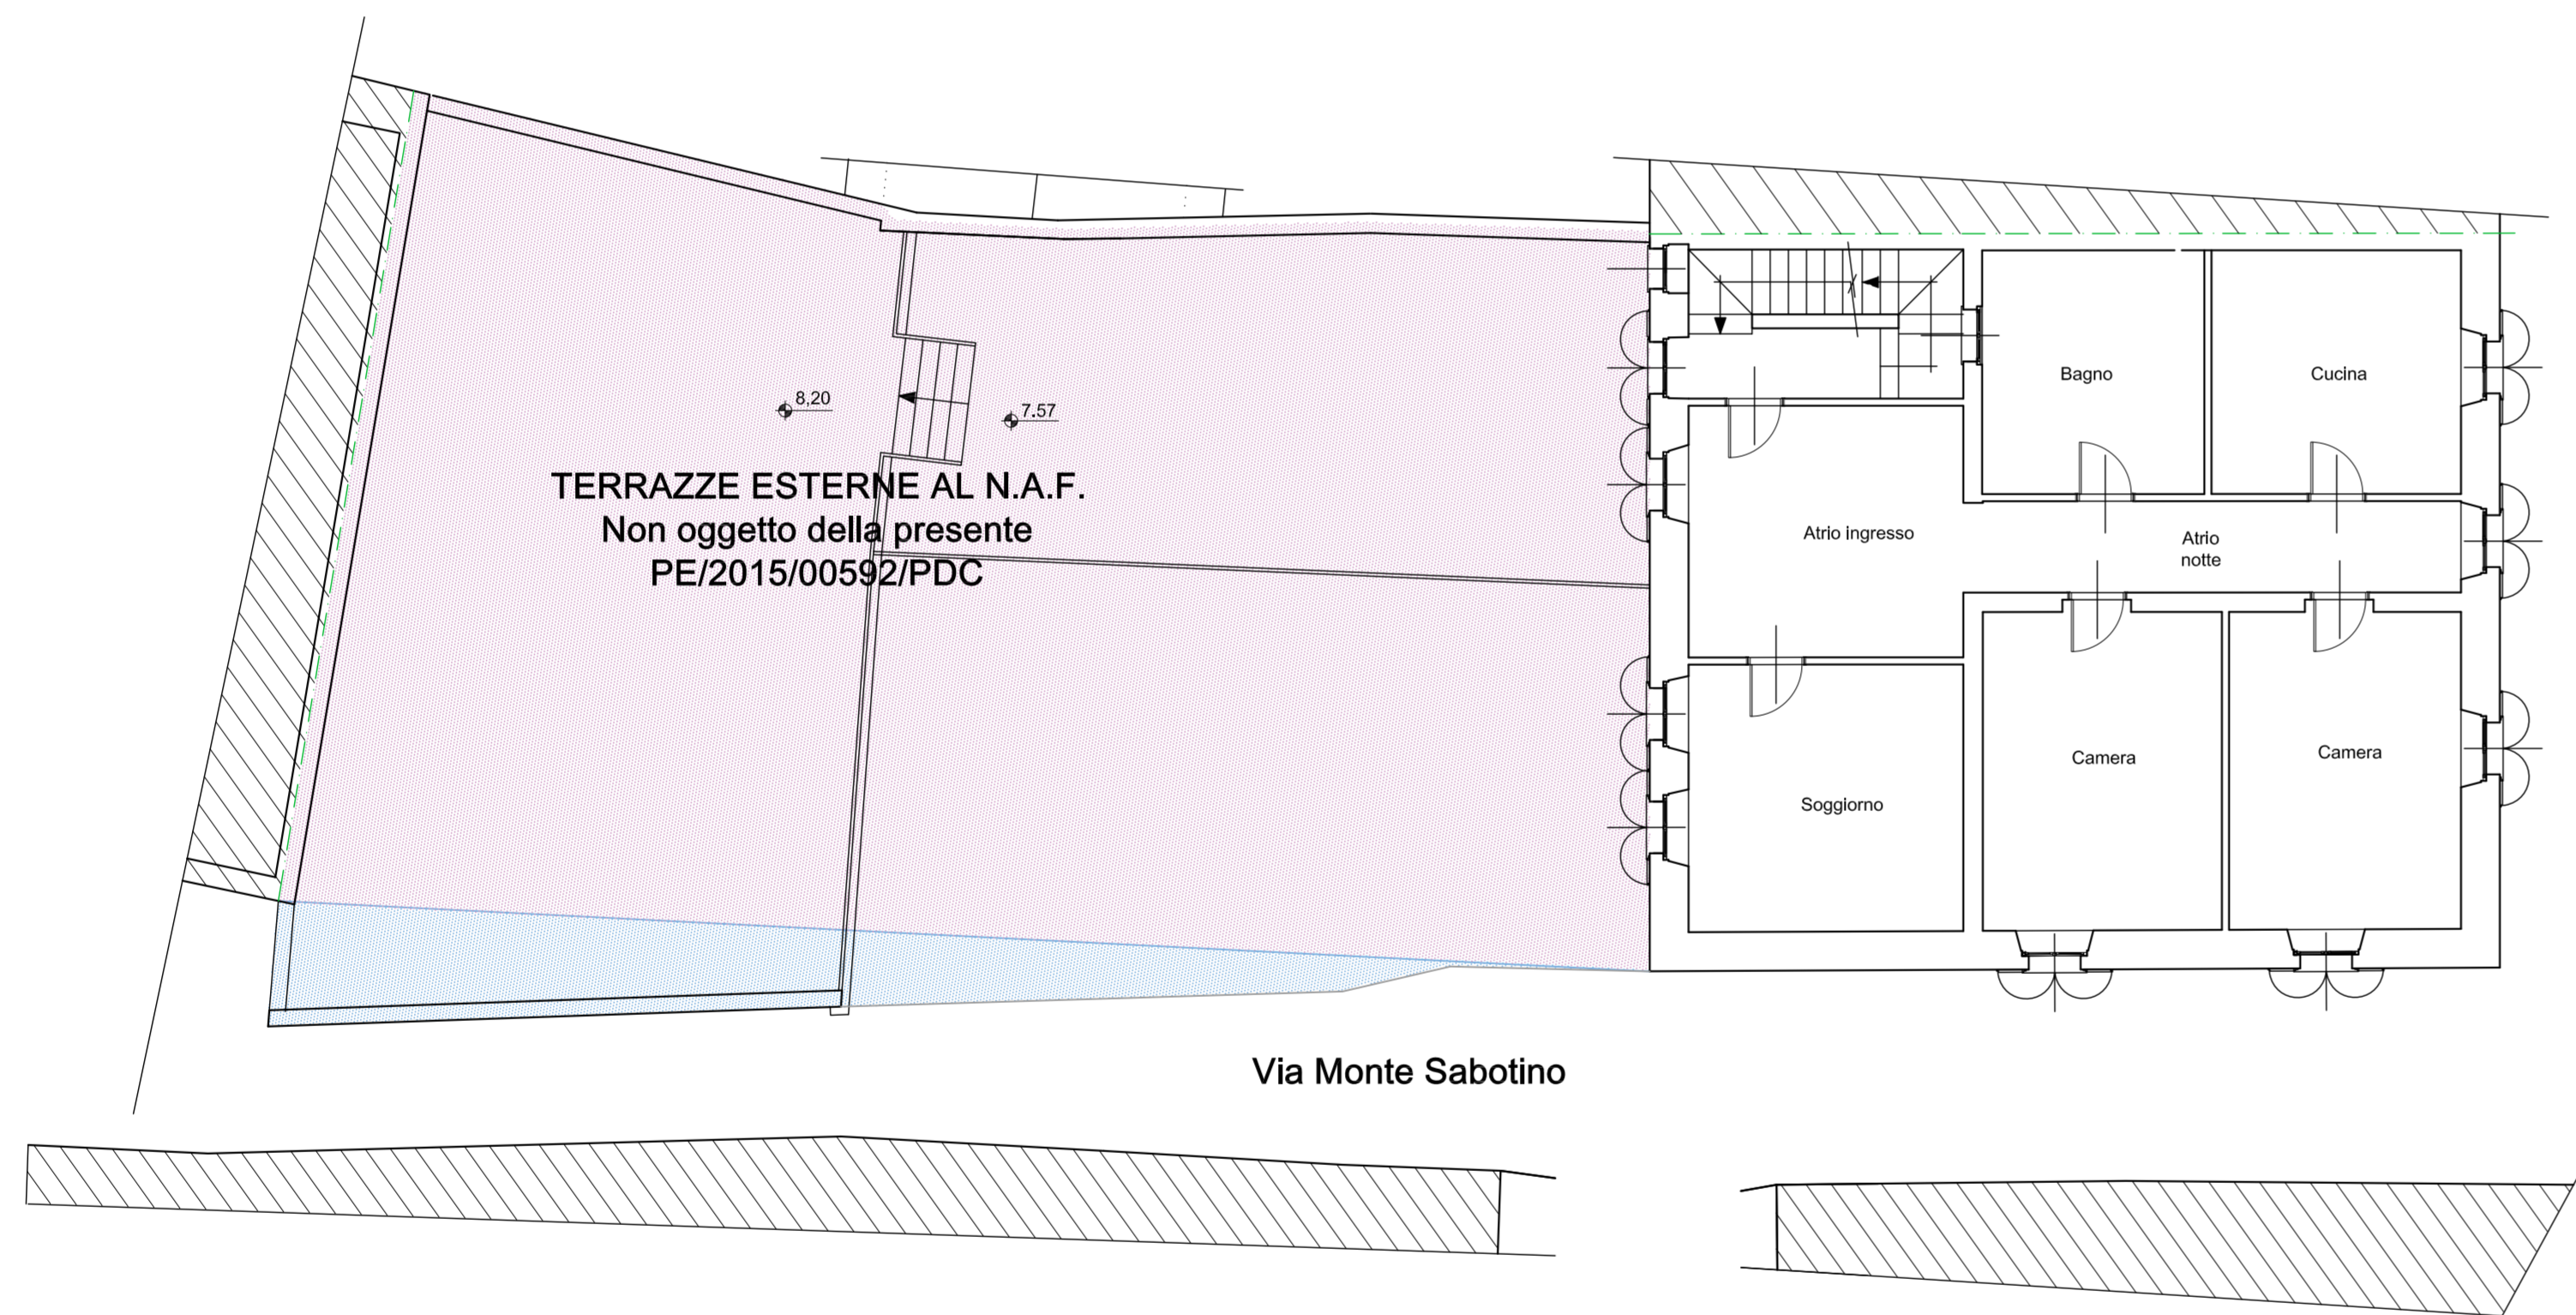 8,20
7.57
TERRAZZE ESTERNE AL N.A.F.
Non oggetto della presente
PE/2015/00592/PDC
Bagno
Cucina
Atrio ingresso
Atrio
notte
Soggiorno
Camera
Camera
Via Monte Sabotino